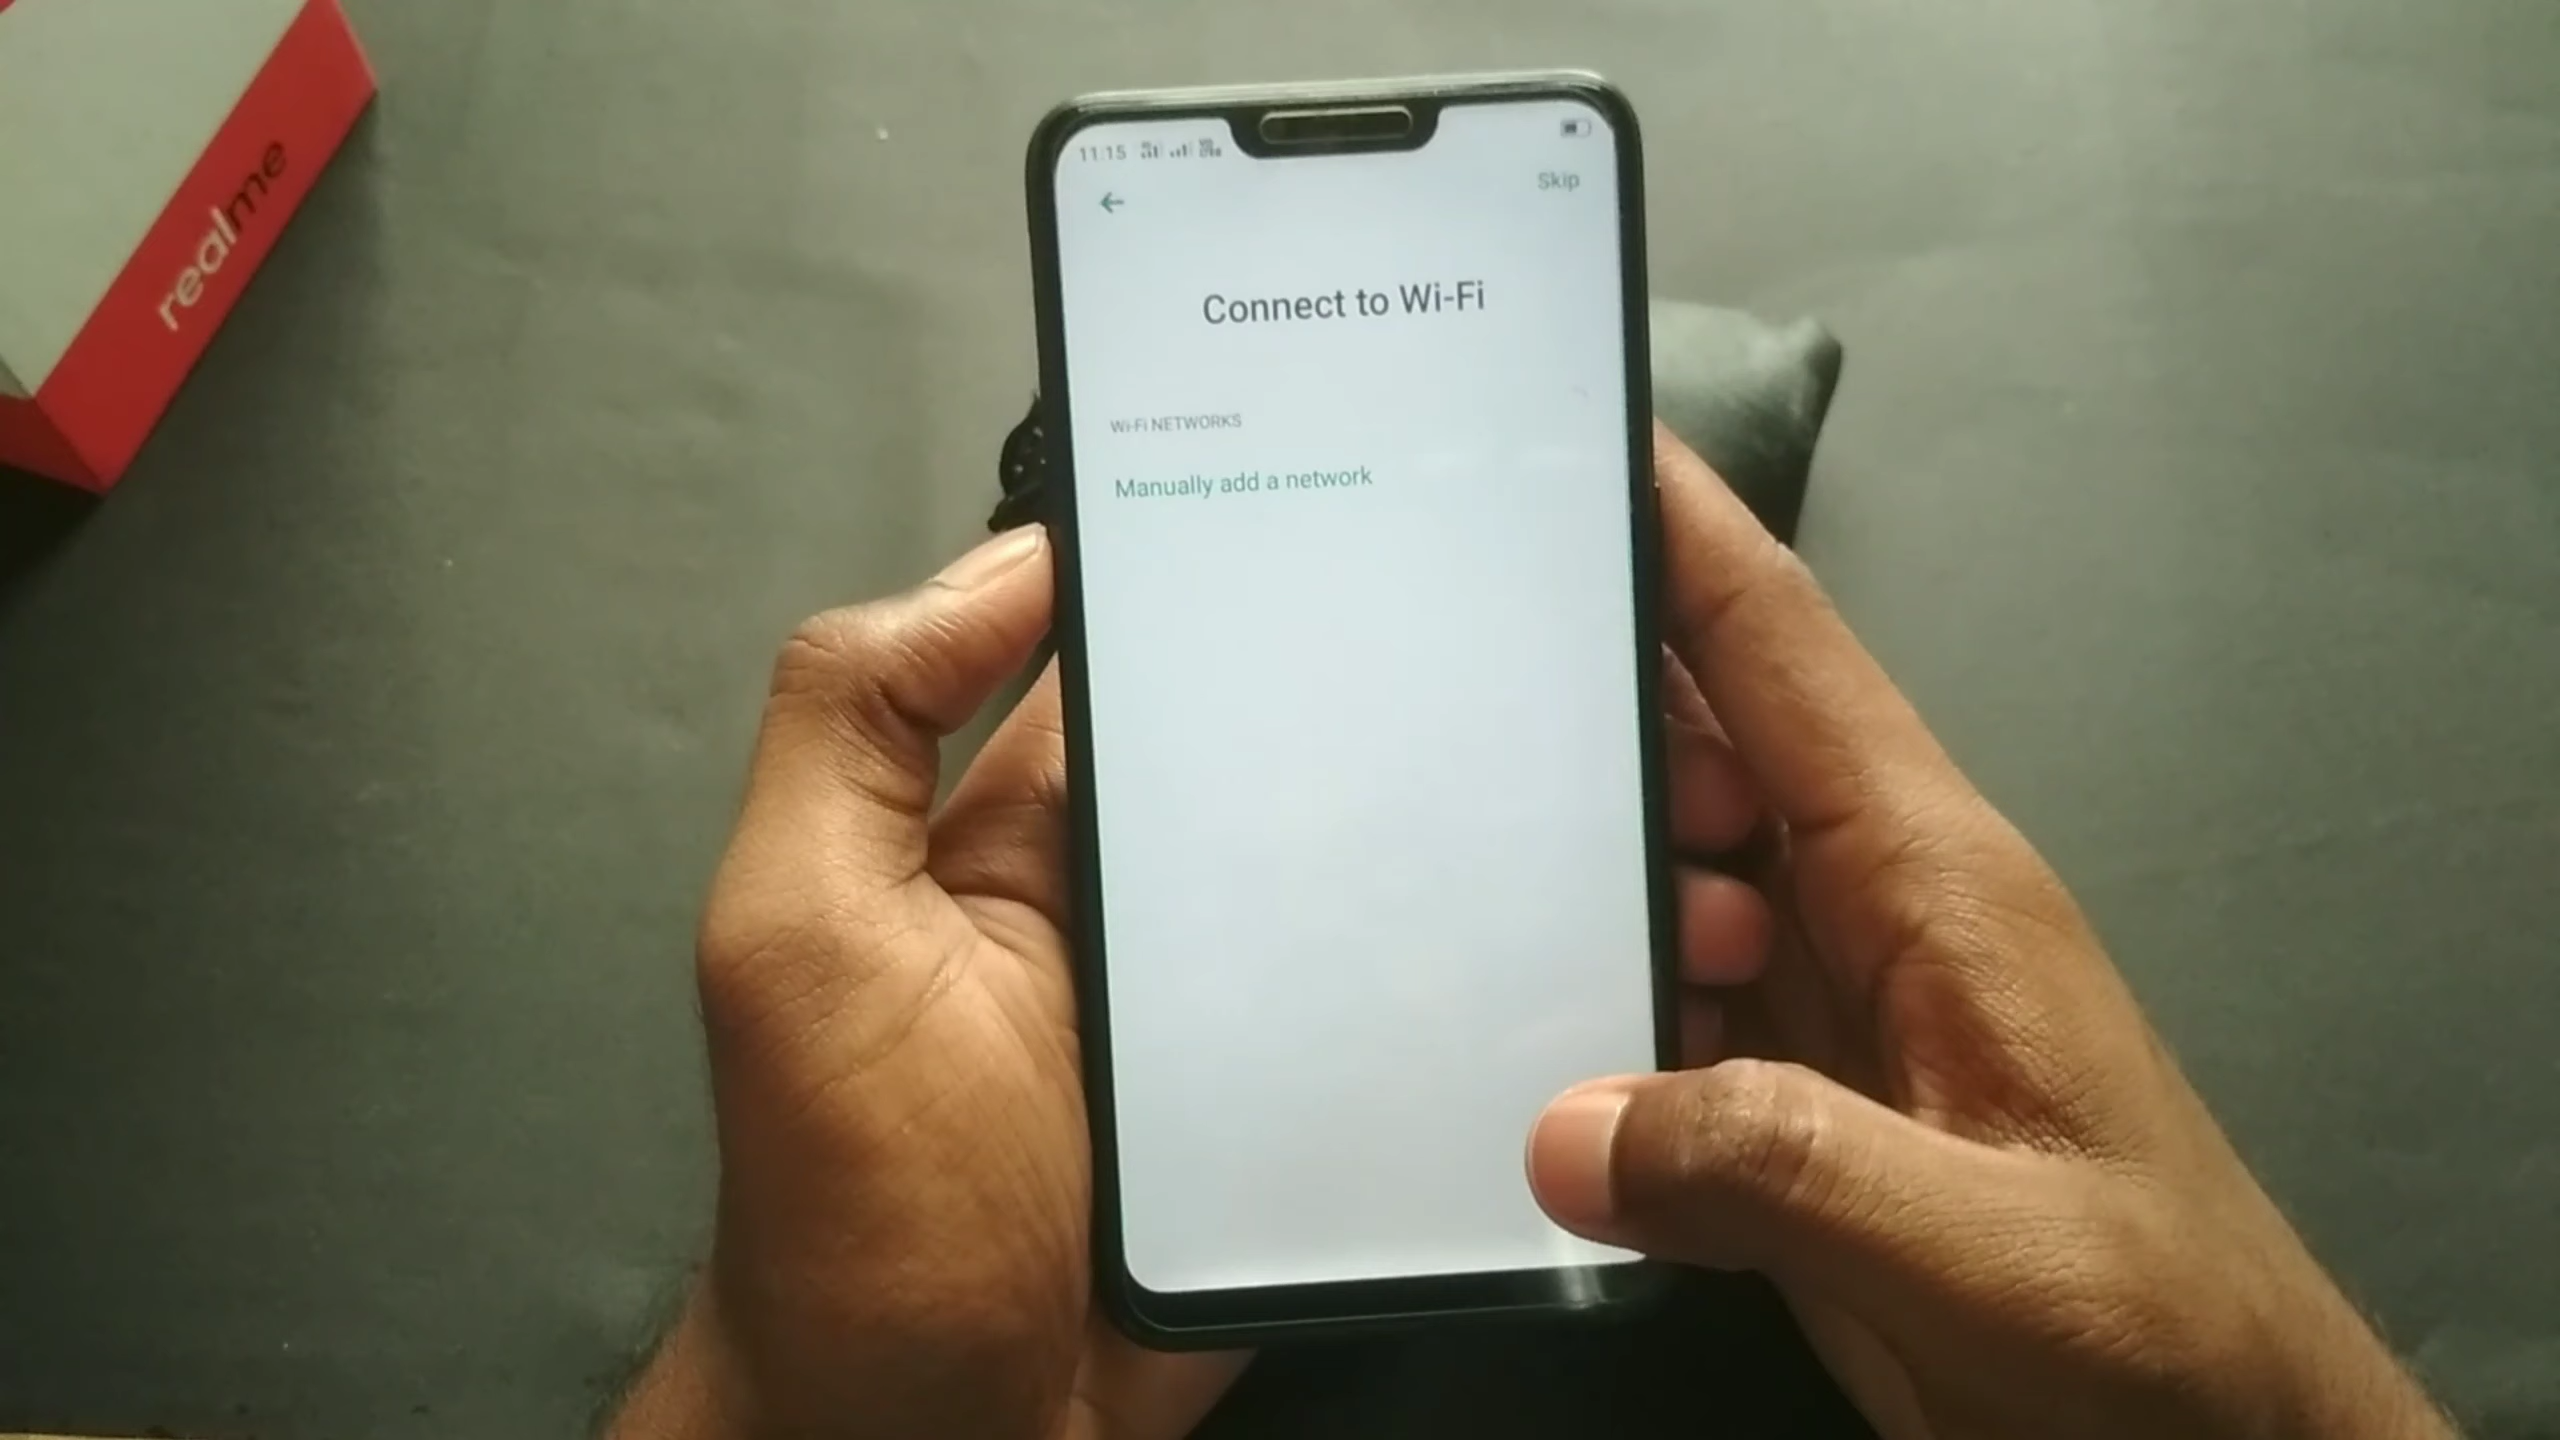 realme
11:15
Skip
Connect to Wi-Fi
Wi-Fi NETWORKS
Manually add a network